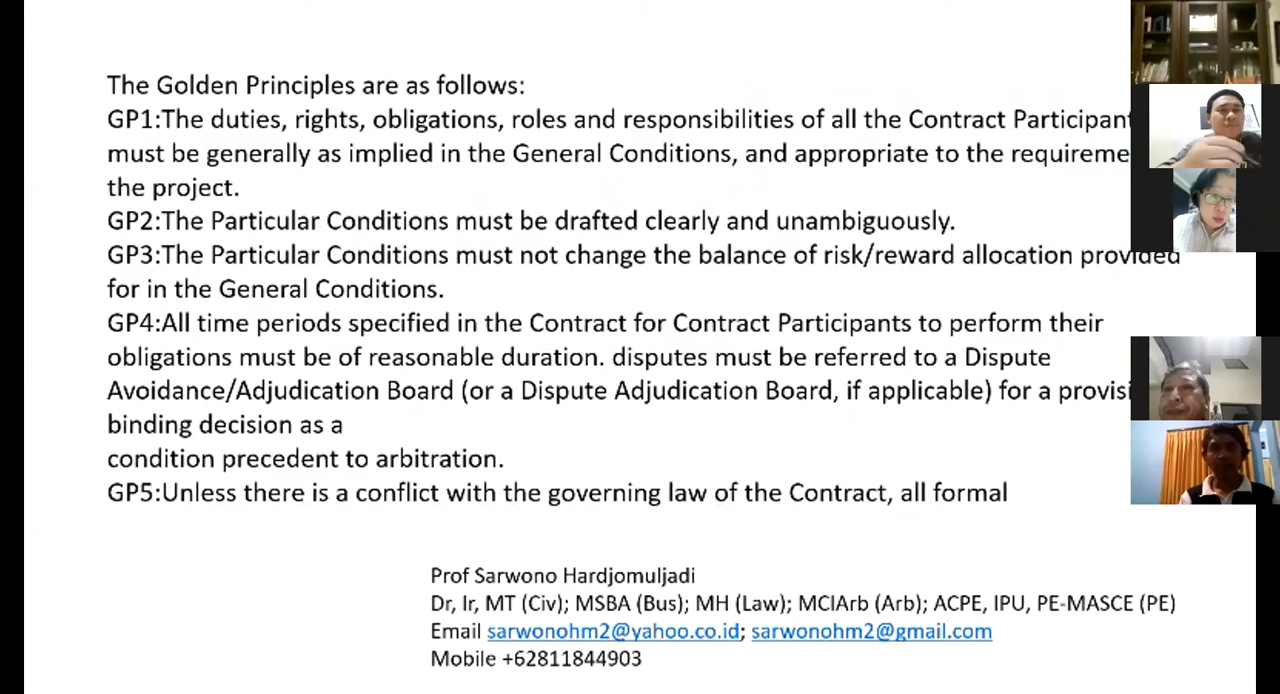 The Golden Principles are as follows:
GP1:The duties, rights, obligations, roles and responsibilities of all the Contract
must be generally as implied in the General Conditions, and appropriate to the
the project.
GP2:The Particular Conditions must be drafted clearly and unambiguously.
GP3:The Particular Conditions must not change the balance of risk/reward allocation provided
for in the General Conditions.
GP4:All time periods specified in the Contract for Contract Participants to perform their
obligations must be of reasonable duration. disputes must be referred to a Dispute
Avoidance/Adjudication Board (or a Dispute Adjudication Board, if applicable) for a
binding decision as a
condition precedent to arbitration.
GP5:Unless there is a conflict with the governing law of the Contract, all formal
Prof Sarwono Hardjomuljadi
Dr, Ir, MT (Civ); MSBA (Bus); MH (Law); MCIArb (Arb); ACPE, IPU, PE-MASCE (PE)
Email sarwonohm2@yahoo.co.id; sarwonohm2@gmail.com
Mobile +62811844903